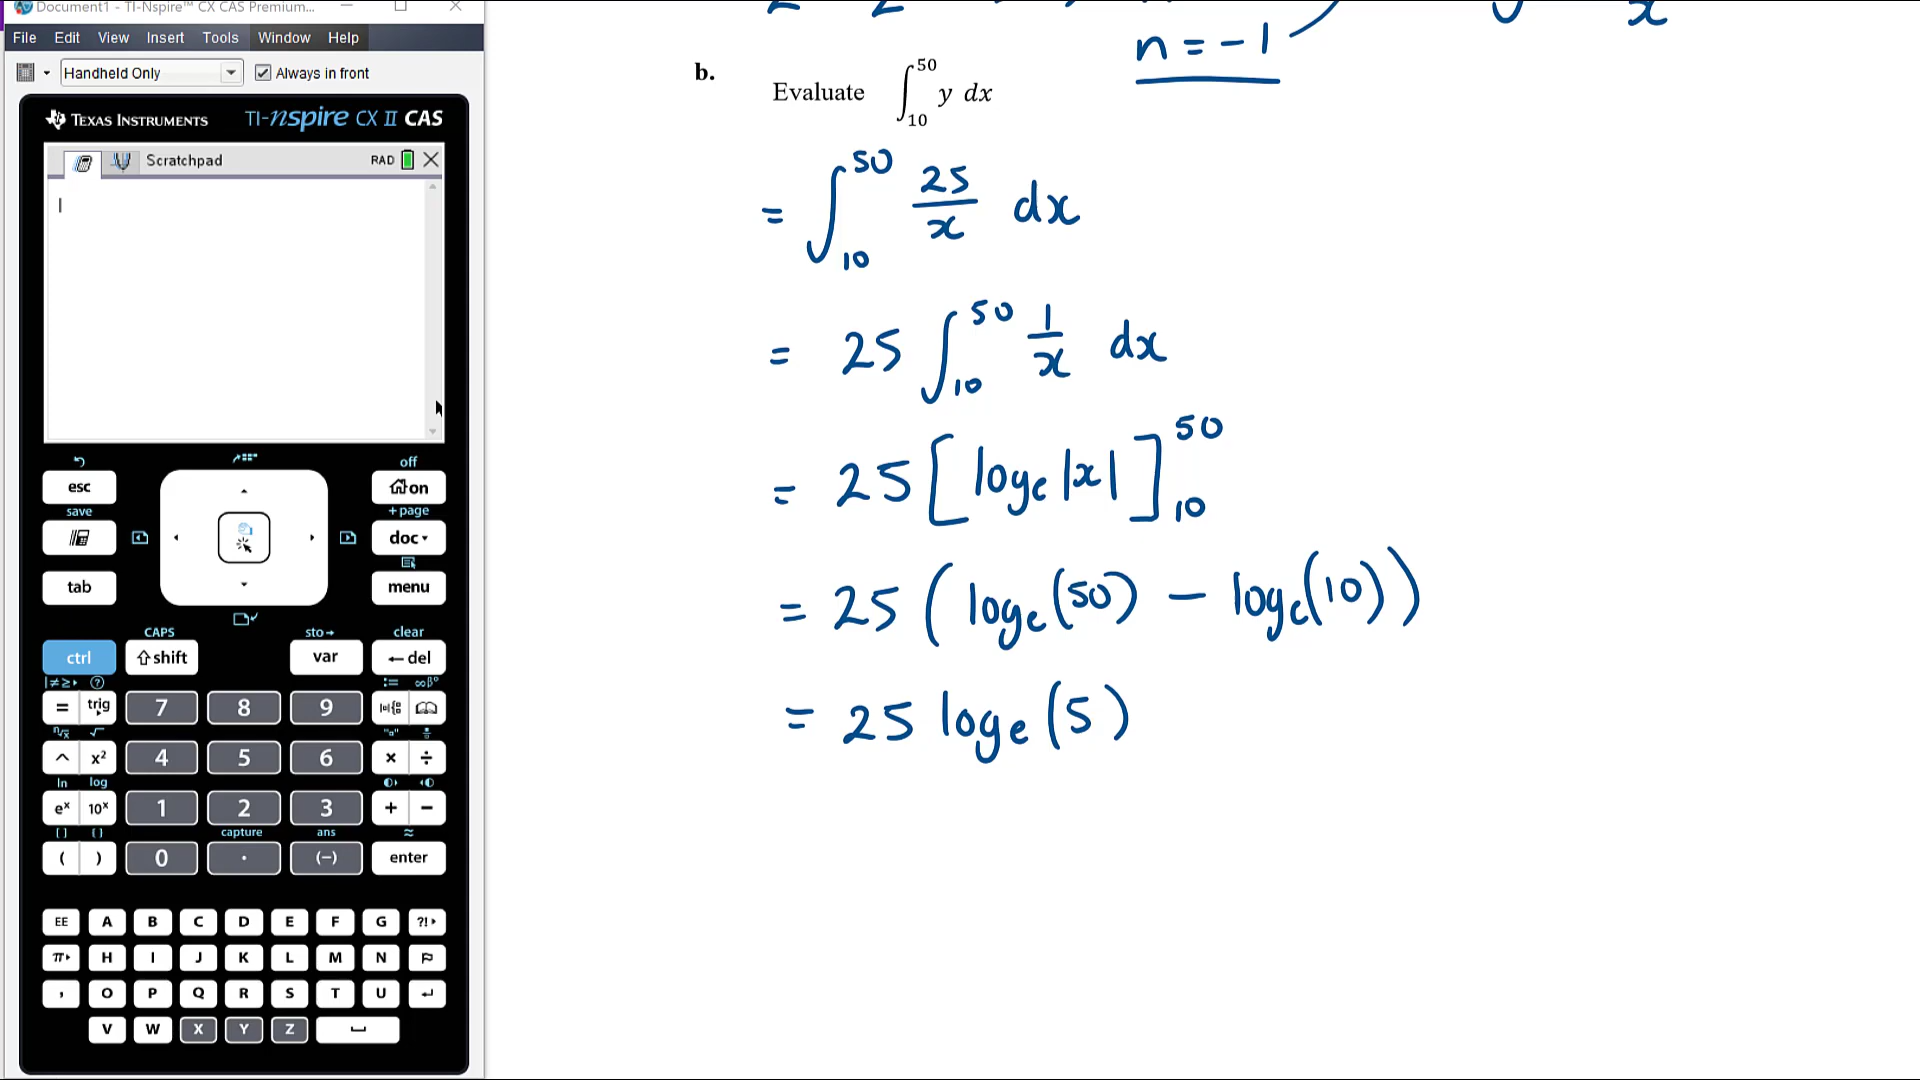 Document1 - TI-Nspire™ CX CAS Premium...
File Edit View Insert Tools Window Help
Handheld Only
Always in front
TEXAS INSTRUMENTS TI-nspire CX II CAS
Scratchpad RAD
off
esc on
save + page
doc
tab menu
CAPS sto→ clear
ctrl ⇧shift var ←del
|≠≥▸ ? := ∞β°
= trig 7 8 9
ⁿ√x √ "▫"
^ x² 4 5 6 × ÷
ln log
eˣ 10ˣ 1 2 3 + −
[ ] { } capture ans ≈
( ) 0 . (−) enter
EE A B C D E F G ?!▸
π▸ H I J K L M N
, O P Q R S T U ↵
V W X Y Z
n = -1
b.
Evaluate ∫₁₀⁵⁰ y dx
= ∫₁₀⁵⁰ 25/x dx
= 25 ∫₁₀⁵⁰ 1/x dx
= 25 [logₑ|x|]₁₀⁵⁰
= 25 (logₑ(50) − logₑ(10))
= 25 logₑ(5)